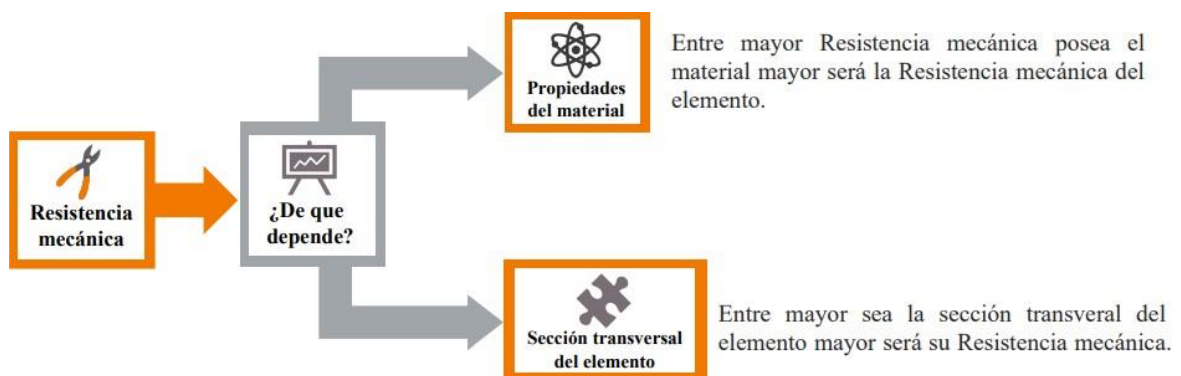 Resistencia
mecánica
¿De que
depende?
Propiedades
del material
Entre mayor Resistencia mecánica posea el
material mayor será la Resistencia mecánica del
elemento.
Sección transversal
del elemento
Entre mayor sea la sección transveral del
elemento mayor será su Resistencia mecánica.